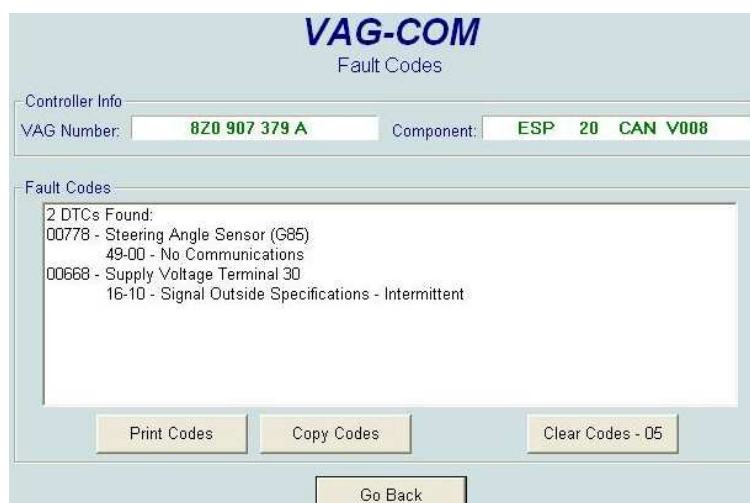 VAG-COM
Fault Codes
Controller Info
VAG Number: 8Z0 907 379 A Component: ESP 20 CAN V008
Fault Codes
2 DTCs Found:
00778 - Steering Angle Sensor (G85)
49-00 - No Communications
00668 - Supply Voltage Terminal 30
16-10 - Signal Outside Specifications - Intermittent
Print Codes Copy Codes Clear Codes - 05
Go Back